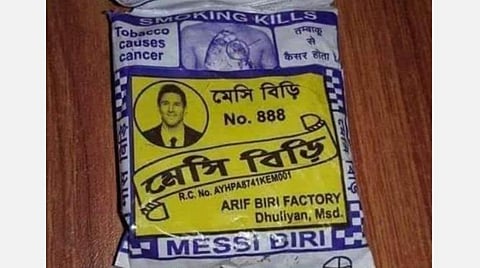 SMOKING KILLS
Tobacco
causes
cancer
तम्बाकू
से
कैंसर होता
মেসি বিড়ি
No. 888
মেসি বিড়ি
R.C. No. AYHPA8741KEM001
ARIF BIRI FACTORY
Dhuliyan, Msd.
MESSI BIRI